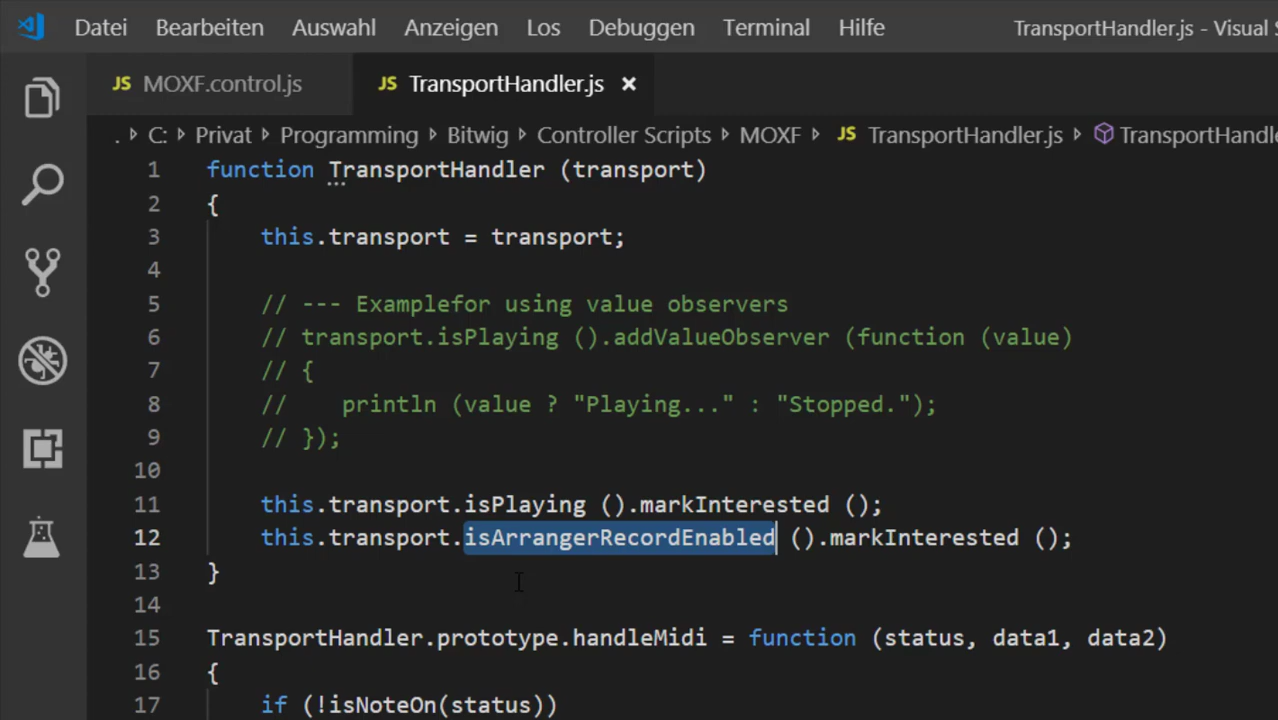 Datei Bearbeiten Auswahl Anzeigen Los Debuggen Terminal Hilfe TransportHandler.js - Visual
JS MOXF.control.js JS TransportHandler.js ×
. > C: > Privat > Programming > Bitwig > Controller Scripts > MOXF > JS TransportHandler.js > TransportHandle
1 function TransportHandler (transport)
2 {
3 this.transport = transport;
4
5 // --- Examplefor using value observers
6 // transport.isPlaying ().addValueObserver (function (value)
7 // {
8 // println (value ? "Playing..." : "Stopped.");
9 // });
10
11 this.transport.isPlaying ().markInterested ();
12 this.transport.isArrangerRecordEnabled ().markInterested ();
13 }
14
15 TransportHandler.prototype.handleMidi = function (status, data1, data2)
16 {
17 if (!isNoteOn(status))